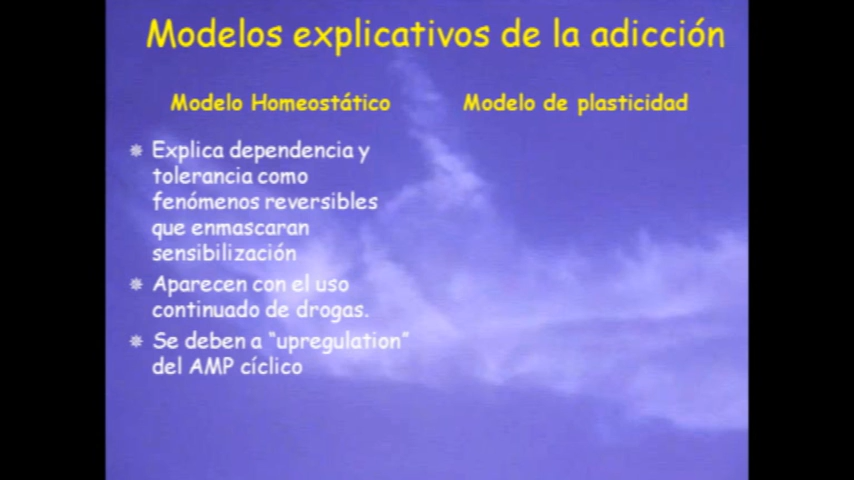 Modelos explicativos de la adicción
Modelo Homeostático
Modelo de plasticidad
Explica dependencia y
tolerancia como
fenómenos reversibles
que enmascaran
sensibilización
Aparecen con el uso
continuado de drogas.
Se deben a “upregulation”
del AMP cíclico